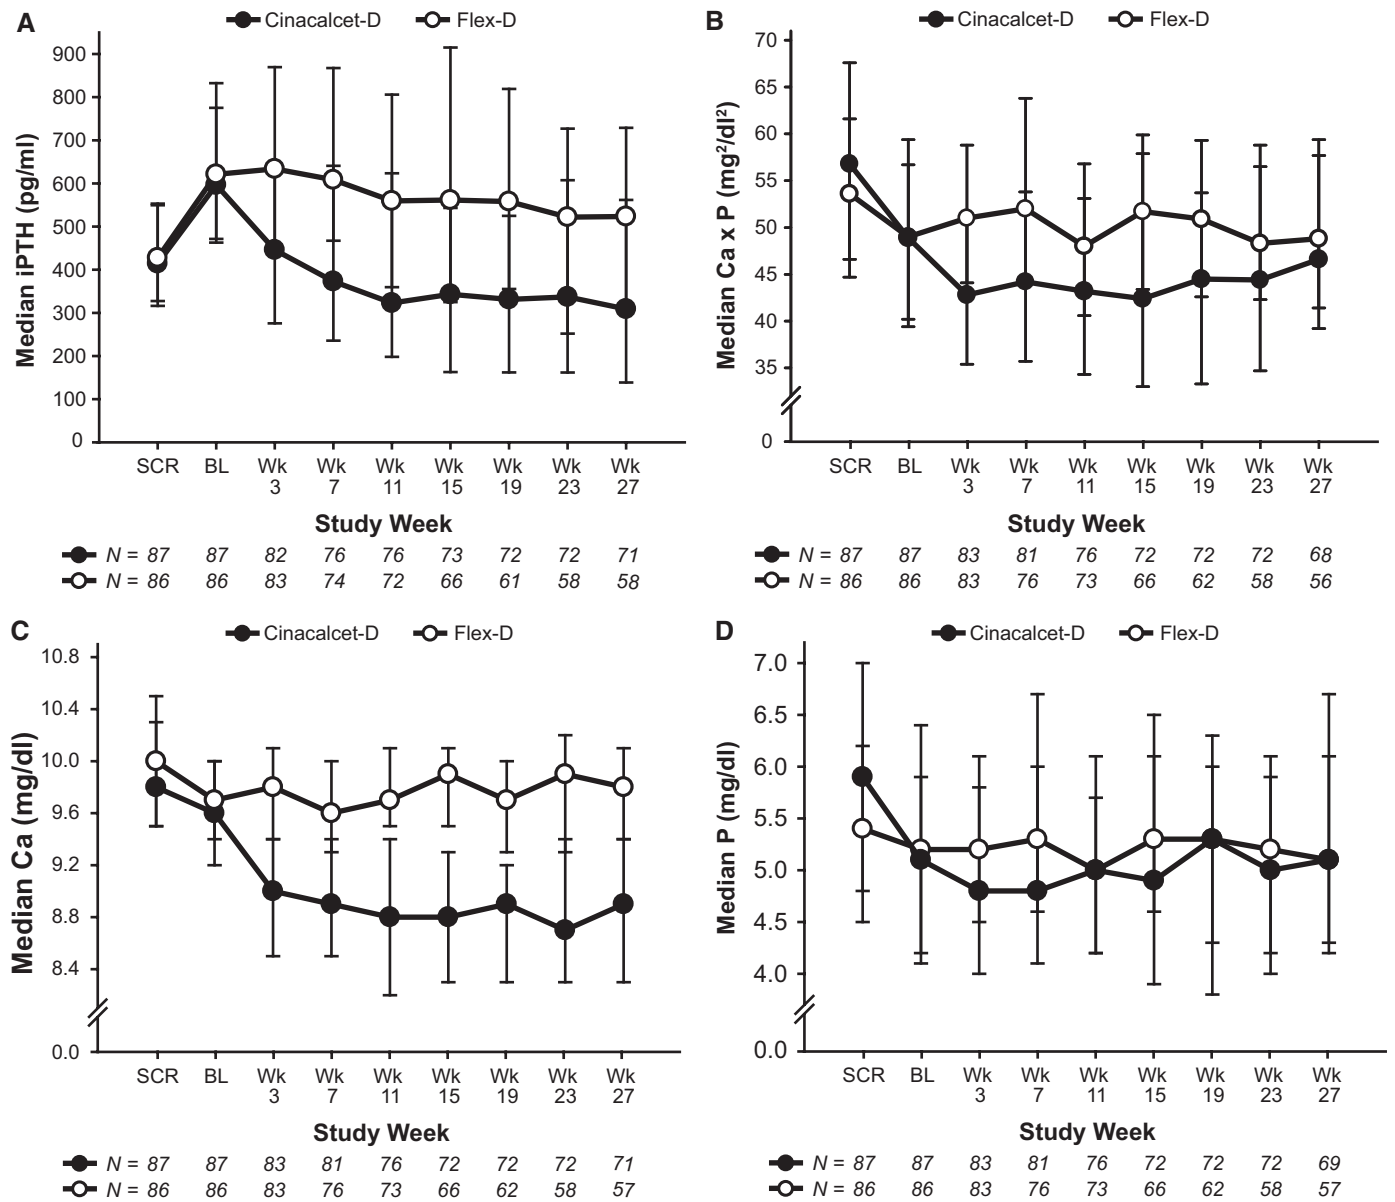 A
Cinacalcet-D Flex-D
Median iPTH (pg/ml)
900
800
700
600
500
400
300
200
100
0
SCR BL Wk Wk Wk Wk Wk Wk Wk
3 7 11 15 19 23 27
Study Week
N = 87 87 82 76 76 73 72 72 71
N = 86 86 83 74 72 66 61 58 58
B
Cinacalcet-D Flex-D
Median Ca x P (mg²/dl²)
70
65
60
55
50
45
40
35
0
SCR BL Wk Wk Wk Wk Wk Wk Wk
3 7 11 15 19 23 27
Study Week
N = 87 87 83 81 76 72 72 72 68
N = 86 86 83 76 73 66 62 58 56
C
Cinacalcet-D Flex-D
Median Ca (mg/dl)
10.8
10.4
10.0
9.6
9.2
8.8
8.4
0.0
SCR BL Wk Wk Wk Wk Wk Wk Wk
3 7 11 15 19 23 27
Study Week
N = 87 87 83 81 76 72 72 72 71
N = 86 86 83 76 73 66 62 58 57
D
Cinacalcet-D Flex-D
Median P (mg/dl)
7.0
6.5
6.0
5.5
5.0
4.5
4.0
0.0
SCR BL Wk Wk Wk Wk Wk Wk Wk
3 7 11 15 19 23 27
Study Week
N = 87 87 83 81 76 72 72 72 69
N = 86 86 83 76 73 66 62 58 57